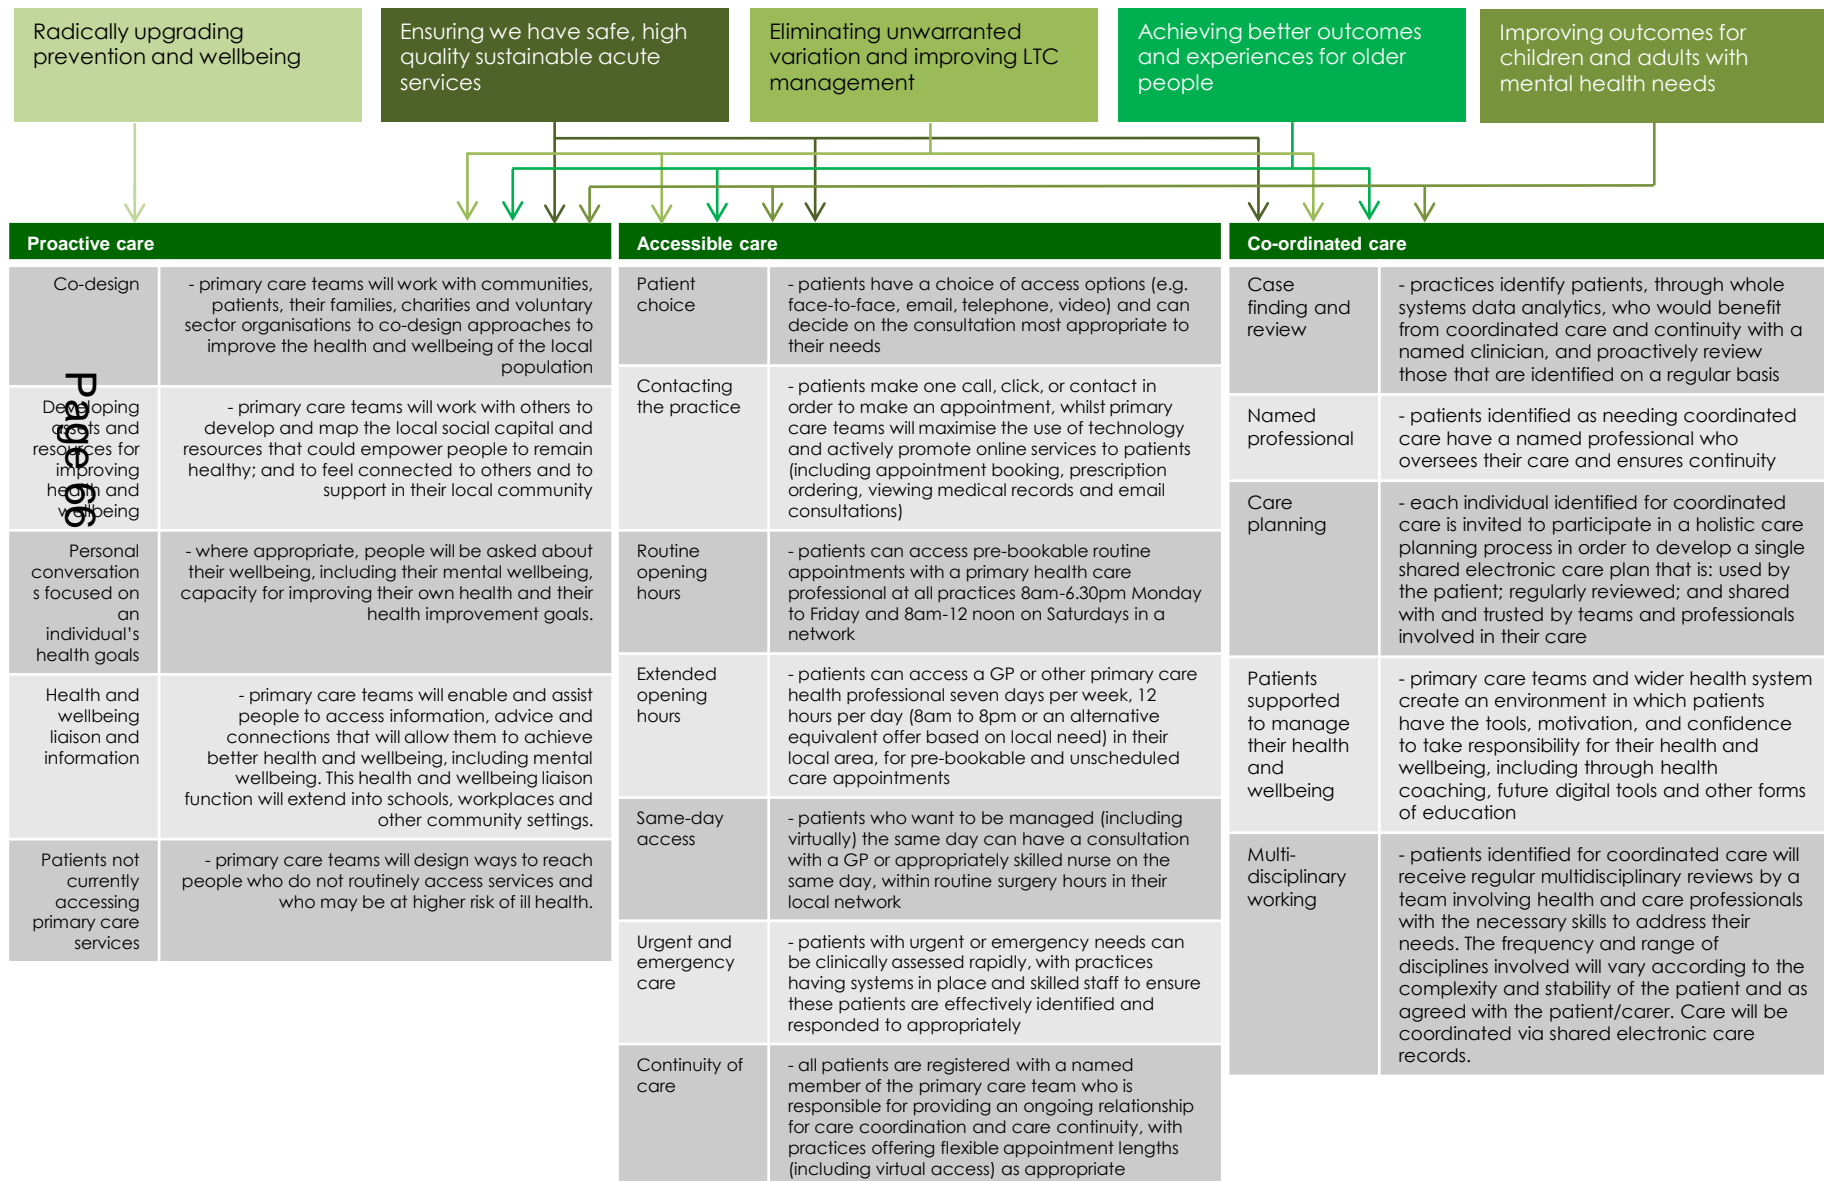 Radically upgrading
prevention and wellbeing
Ensuring we have safe, high
quality sustainable acute
services
Eliminating unwarranted
variation and improving LTC
management
Achieving better outcomes
and experiences for older
people
Improving outcomes for
children and adults with
mental health needs
Proactive care
Co-design
- primary care teams will work with communities,
patients, their families, charities and voluntary
sector organisations to co-design approaches to
improve the health and wellbeing of the local
population
Developing
assets and
resources for
improving
health and
wellbeing
- primary care teams will work with others to
develop and map the local social capital and
resources that could empower people to remain
healthy; and to feel connected to others and to
support in their local community
Personal
conversation
s focused on
an
individual’s
health goals
- where appropriate, people will be asked about
their wellbeing, including their mental wellbeing,
capacity for improving their own health and their
health improvement goals.
Health and
wellbeing
liaison and
information
- primary care teams will enable and assist
people to access information, advice and
connections that will allow them to achieve
better health and wellbeing, including mental
wellbeing. This health and wellbeing liaison
function will extend into schools, workplaces and
other community settings.
Patients not
currently
accessing
primary care
services
- primary care teams will design ways to reach
people who do not routinely access services and
who may be at higher risk of ill health.
Page 66
Accessible care
Patient
choice
- patients have a choice of access options (e.g.
face-to-face, email, telephone, video) and can
decide on the consultation most appropriate to
their needs
Contacting
the practice
- patients make one call, click, or contact in
order to make an appointment, whilst primary
care teams will maximise the use of technology
and actively promote online services to patients
(including appointment booking, prescription
ordering, viewing medical records and email
consultations)
Routine
opening
hours
- patients can access pre-bookable routine
appointments with a primary health care
professional at all practices 8am-6.30pm Monday
to Friday and 8am-12 noon on Saturdays in a
network
Extended
opening
hours
- patients can access a GP or other primary care
health professional seven days per week, 12
hours per day (8am to 8pm or an alternative
equivalent offer based on local need) in their
local area, for pre-bookable and unscheduled
care appointments
Same-day
access
- patients who want to be managed (including
virtually) the same day can have a consultation
with a GP or appropriately skilled nurse on the
same day, within routine surgery hours in their
local network
Urgent and
emergency
care
- patients with urgent or emergency needs can
be clinically assessed rapidly, with practices
having systems in place and skilled staff to ensure
these patients are effectively identified and
responded to appropriately
Continuity of
care
- all patients are registered with a named
member of the primary care team who is
responsible for providing an ongoing relationship
for care coordination and care continuity, with
practices offering flexible appointment lengths
(including virtual access) as appropriate
Co-ordinated care
Case
finding and
review
- practices identify patients, through whole
systems data analytics, who would benefit
from coordinated care and continuity with a
named clinician, and proactively review
those that are identified on a regular basis
Named
professional
- patients identified as needing coordinated
care have a named professional who
oversees their care and ensures continuity
Care
planning
- each individual identified for coordinated
care is invited to participate in a holistic care
planning process in order to develop a single
shared electronic care plan that is: used by
the patient; regularly reviewed; and shared
with and trusted by teams and professionals
involved in their care
Patients
supported
to manage
their health
and
wellbeing
- primary care teams and wider health system
create an environment in which patients
have the tools, motivation, and confidence
to take responsibility for their health and
wellbeing, including through health
coaching, future digital tools and other forms
of education
Multi-
disciplinary
working
- patients identified for coordinated care will
receive regular multidisciplinary reviews by a
team involving health and care professionals
with the necessary skills to address their
needs. The frequency and range of
disciplines involved will vary according to the
complexity and stability of the patient and as
agreed with the patient/carer. Care will be
coordinated via shared electronic care
records.